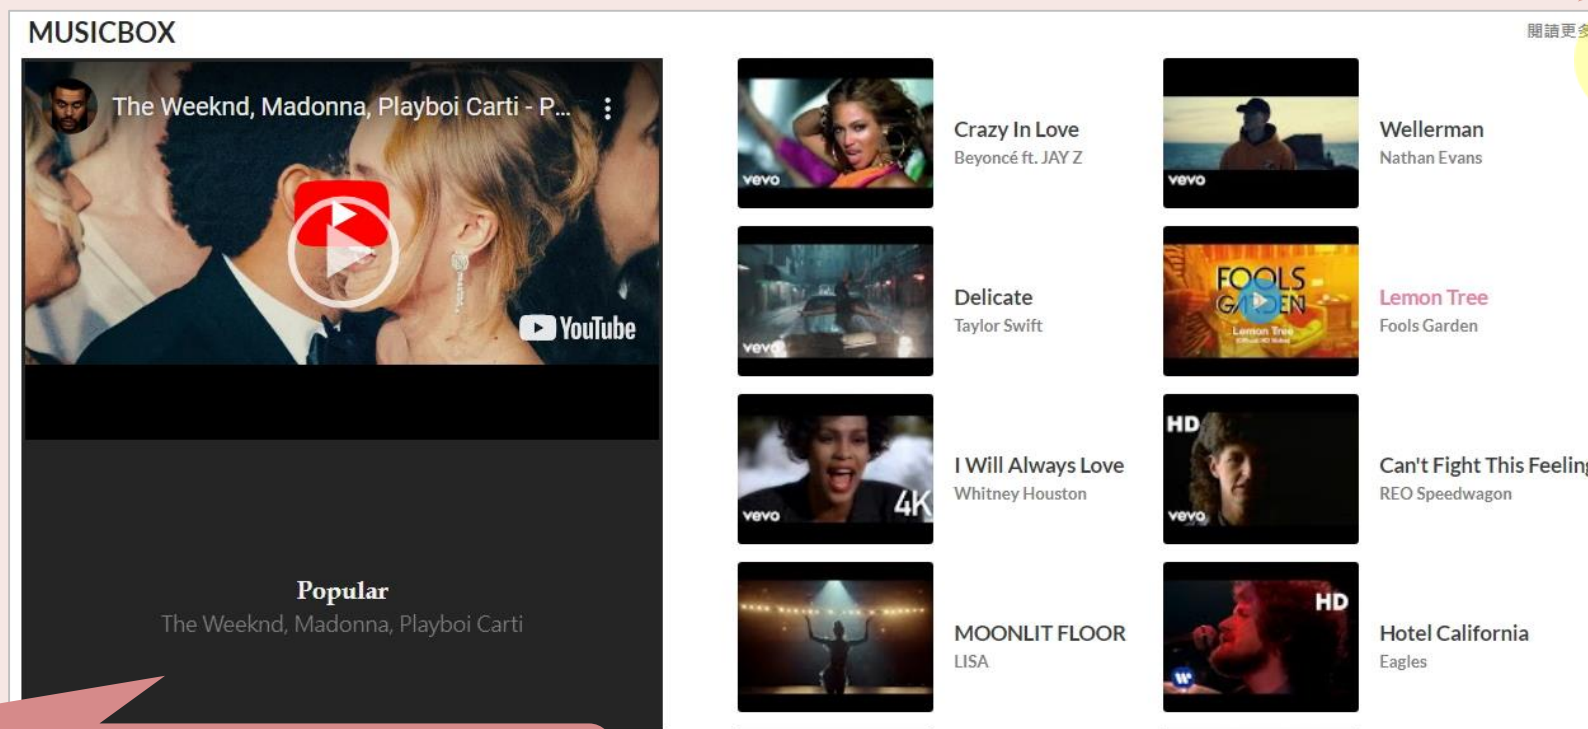 MUSICBOX
閱讀更多
The Weeknd, Madonna, Playboi Carti - P...
YouTube
Popular
The Weeknd, Madonna, Playboi Carti
vevo
Crazy In Love
Beyoncé ft. JAY Z
vevo
Wellerman
Nathan Evans
vevo
Delicate
Taylor Swift
FOOLS
GARDEN
Lemon Tree
Lemon Tree
Fools Garden
vevo
4K
I Will Always Love
Whitney Houston
HD
vevo
Can't Fight This Feeling
REO Speedwagon
MOONLIT FLOOR
LISA
HD
Hotel California
Eagles